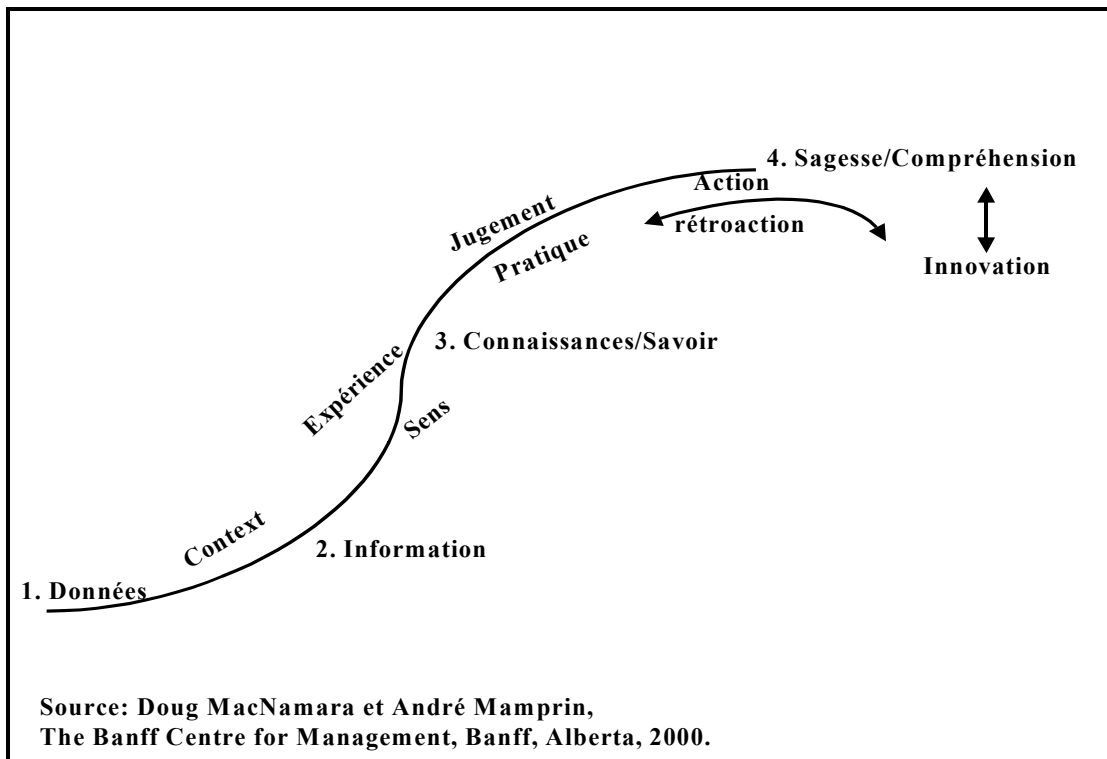 4. Sagesse/Compréhension
Action
rétroaction
Innovation
Jugement
Pratique
3. Connaissances/Savoir
Expérience
Sens
Context
2. Information
1. Données
Source: Doug MacNamara et André Mamprin,
The Banff Centre for Management, Banff, Alberta, 2000.